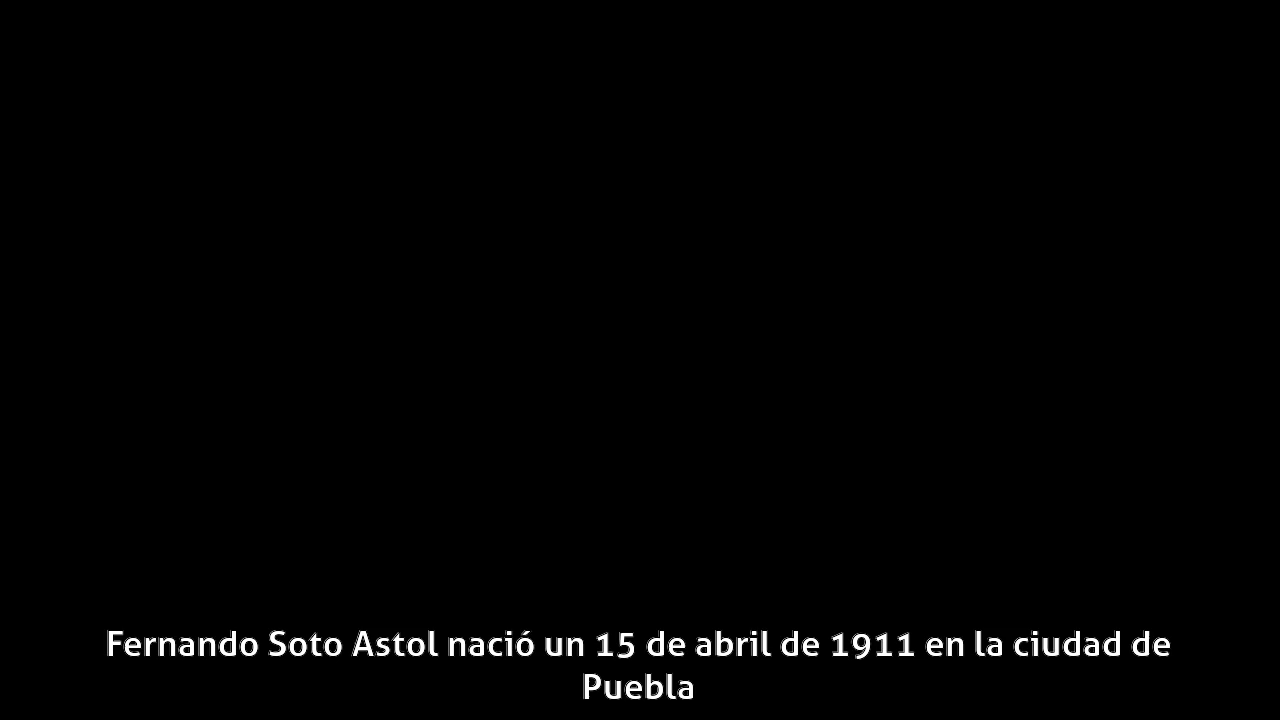 Fernando Soto Astol nació un 15 de abril de 1911 en la ciudad de
Puebla